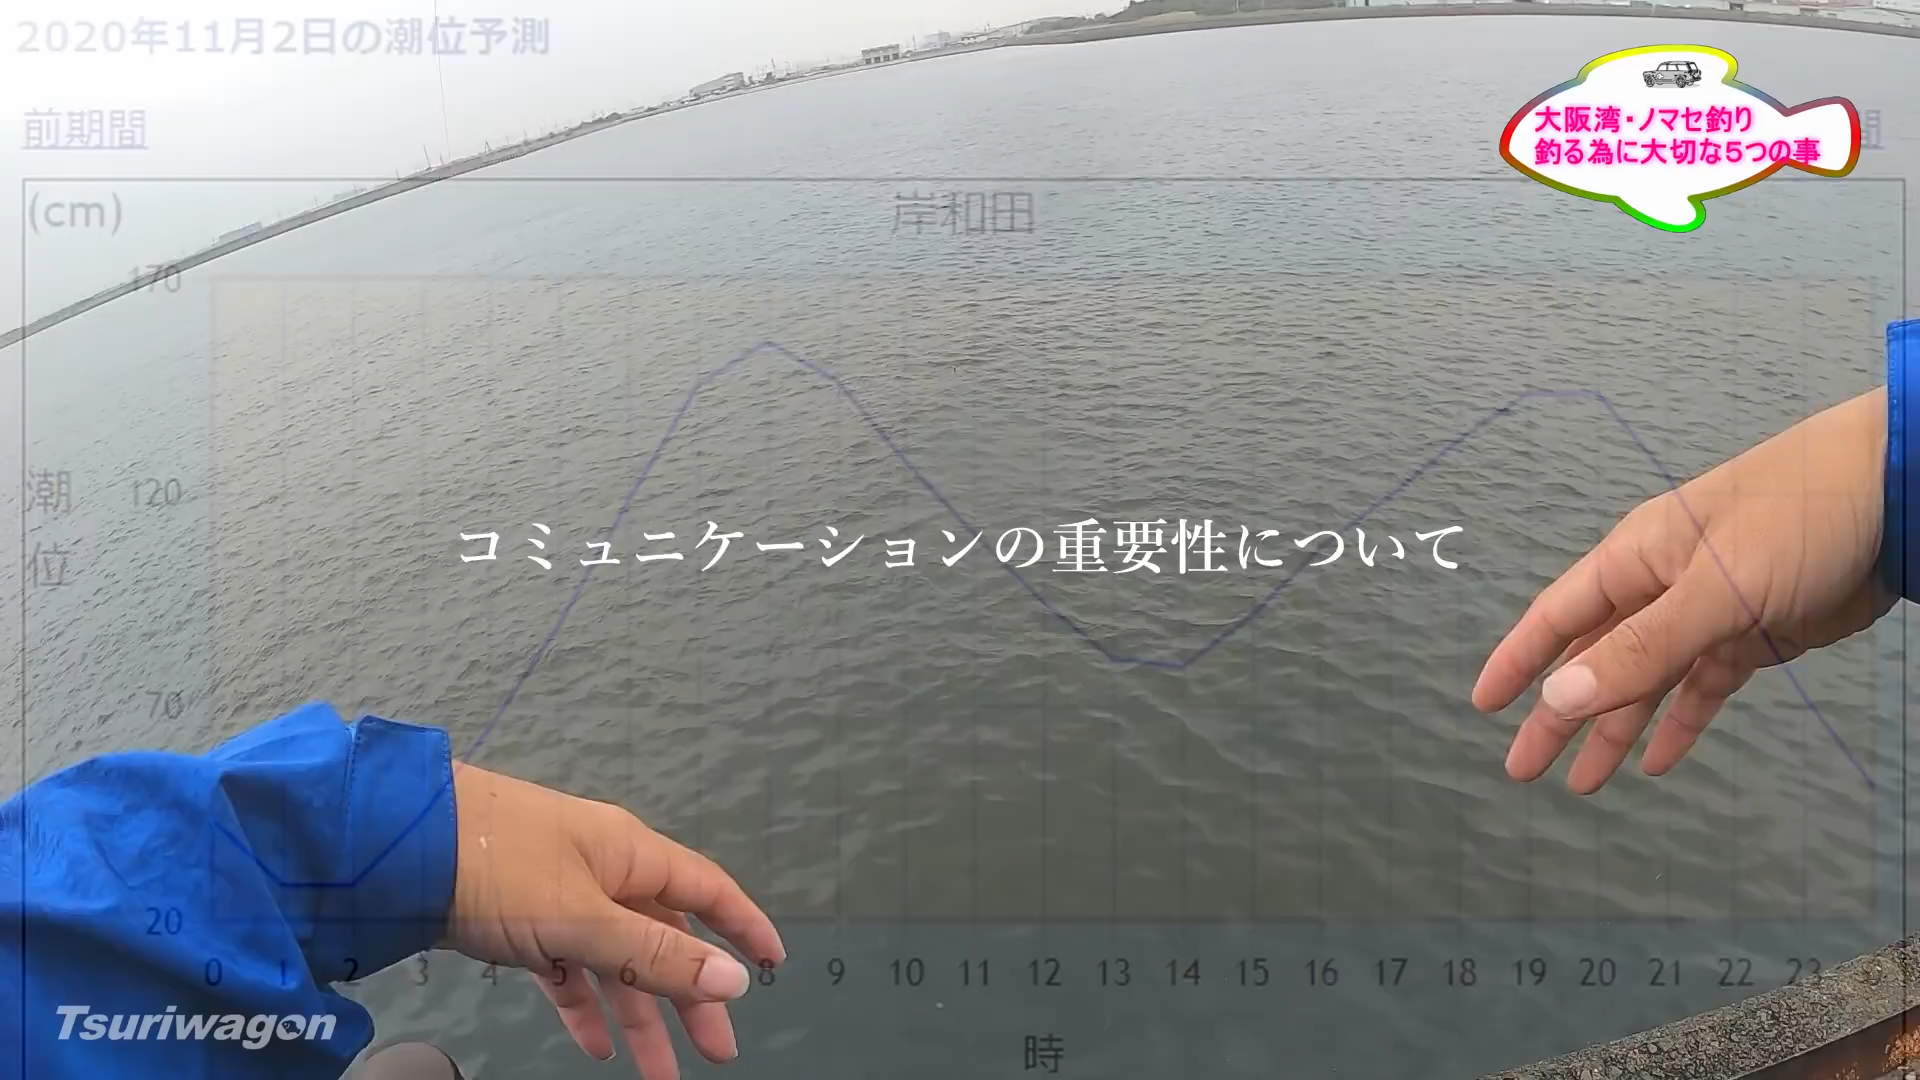 2020年11月2日の潮位予測
前期間
大阪湾・ノマセ釣り
釣る為に大切な5つの事
間
(cm)
岸和田
170
潮位
120
コミュニケーションの重要性について
70
20
0 1 2 3 4 5 6 7 8 9 10 11 12 13 14 15 16 17 18 19 20 21 22 23
Tsuriwagon
時